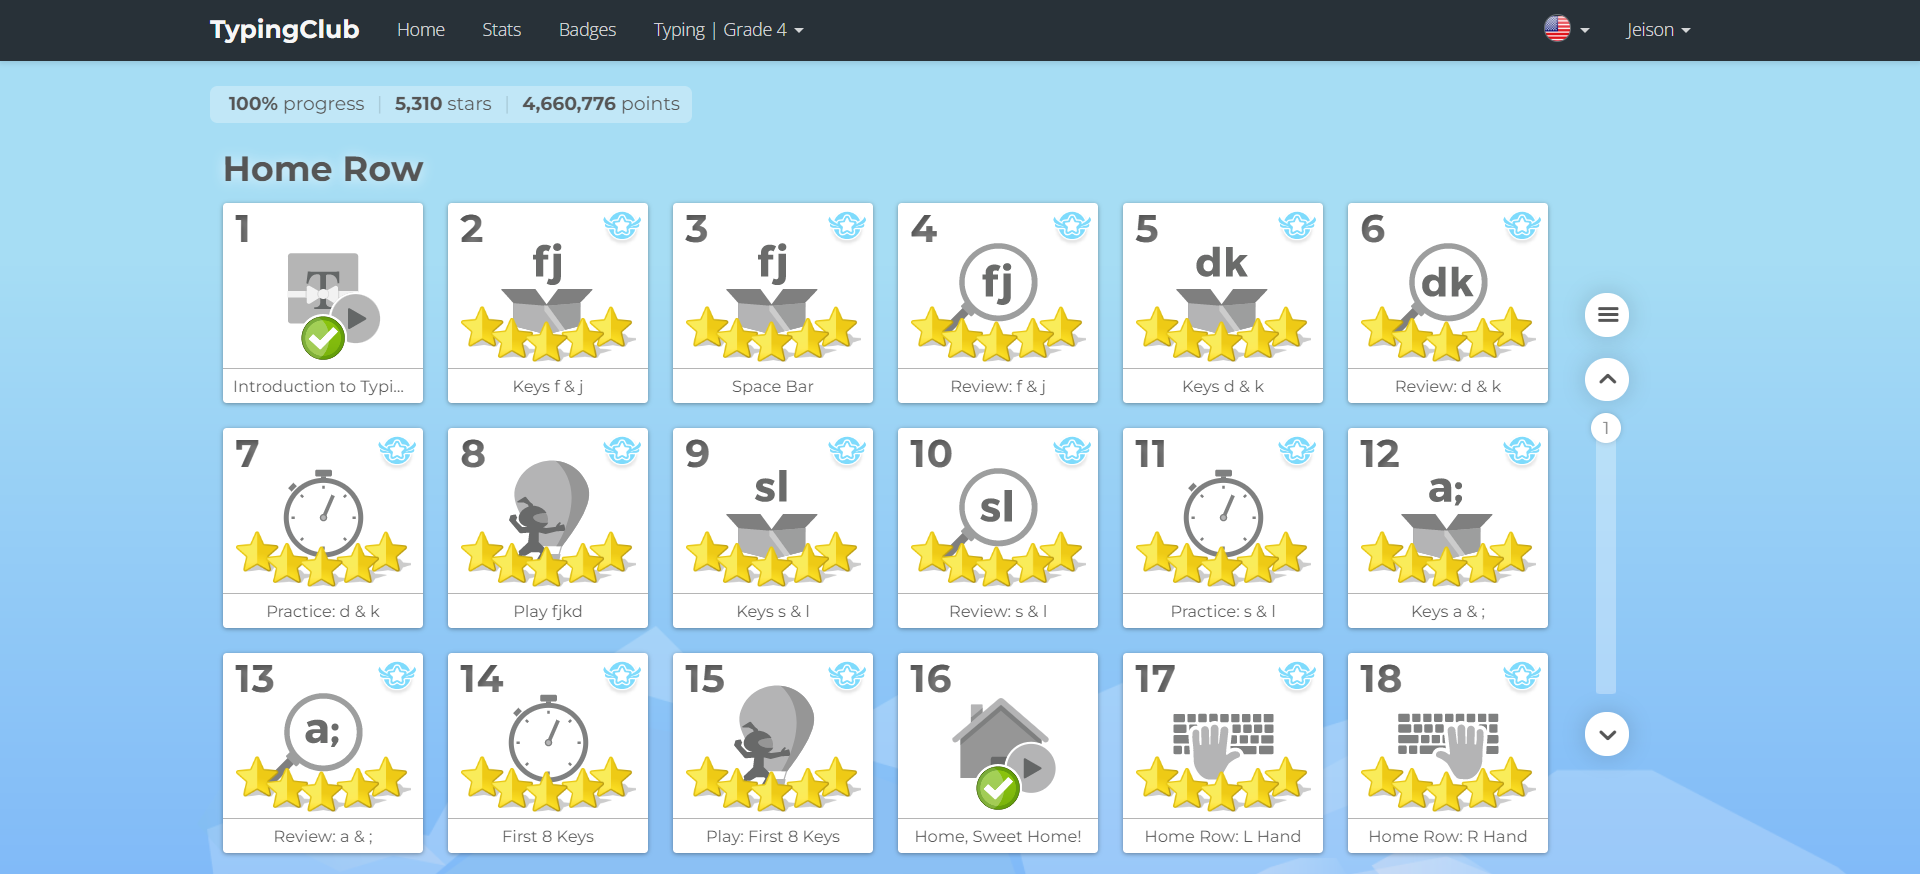 TypingClub Home Stats Badges Typing | Grade 4 Jeison
100% progress | 5,310 stars | 4,660,776 points
Home Row
1 2 fj 3 fj 4 fj 5 dk 6 dk
T
Introduction to Typi... Keys f & j Space Bar Review: f & j Keys d & k Review: d & k
1
7 8 9 sl 10 sl 11 12 a;
Practice: d & k Play fjkd Keys s & l Review: s & l Practice: s & l Keys a & ;
13 a; 14 15 16 17 18
Review: a & ; First 8 Keys Play: First 8 Keys Home, Sweet Home! Home Row: L Hand Home Row: R Hand